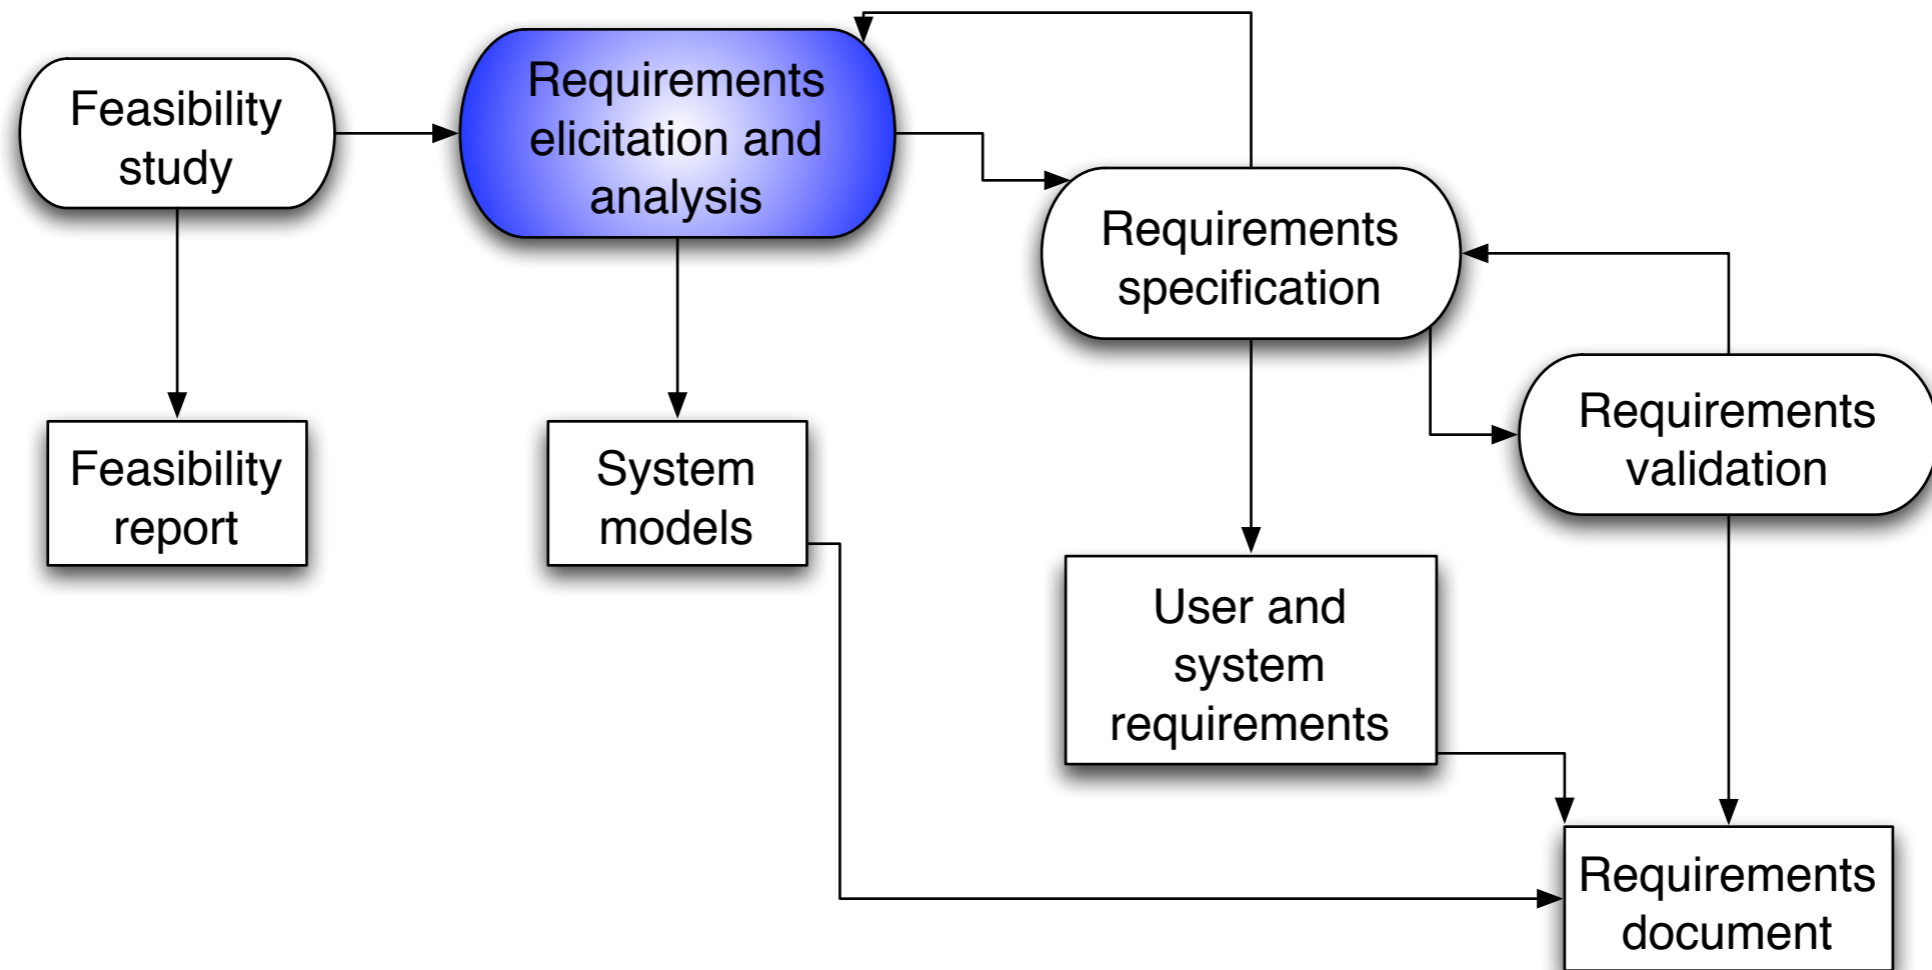 Feasibility
study
Requirements
elicitation and
analysis
Requirements
specification
Requirements
validation
Feasibility
report
System
models
User and
system
requirements
Requirements
document